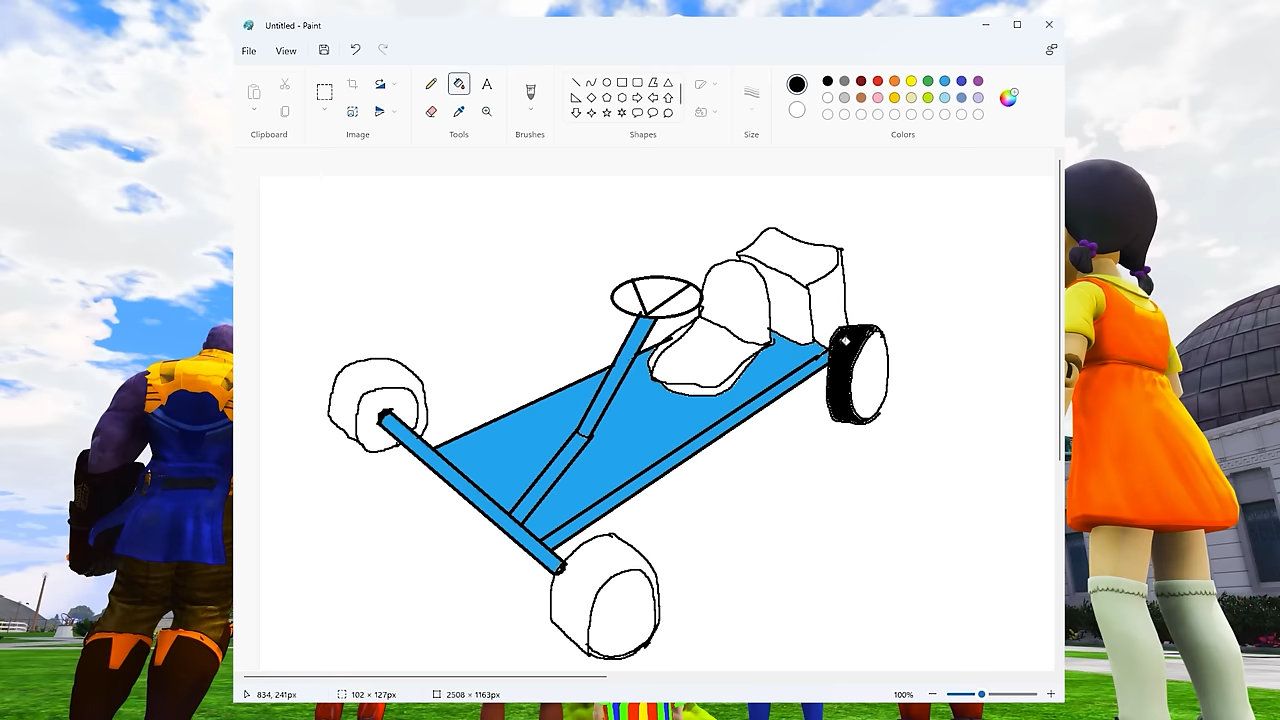 Untitled - Paint
File View
Clipboard Image Tools Brushes Shapes Size Colors
834, 241px 102 × 127px 2508 × 1163px 100%